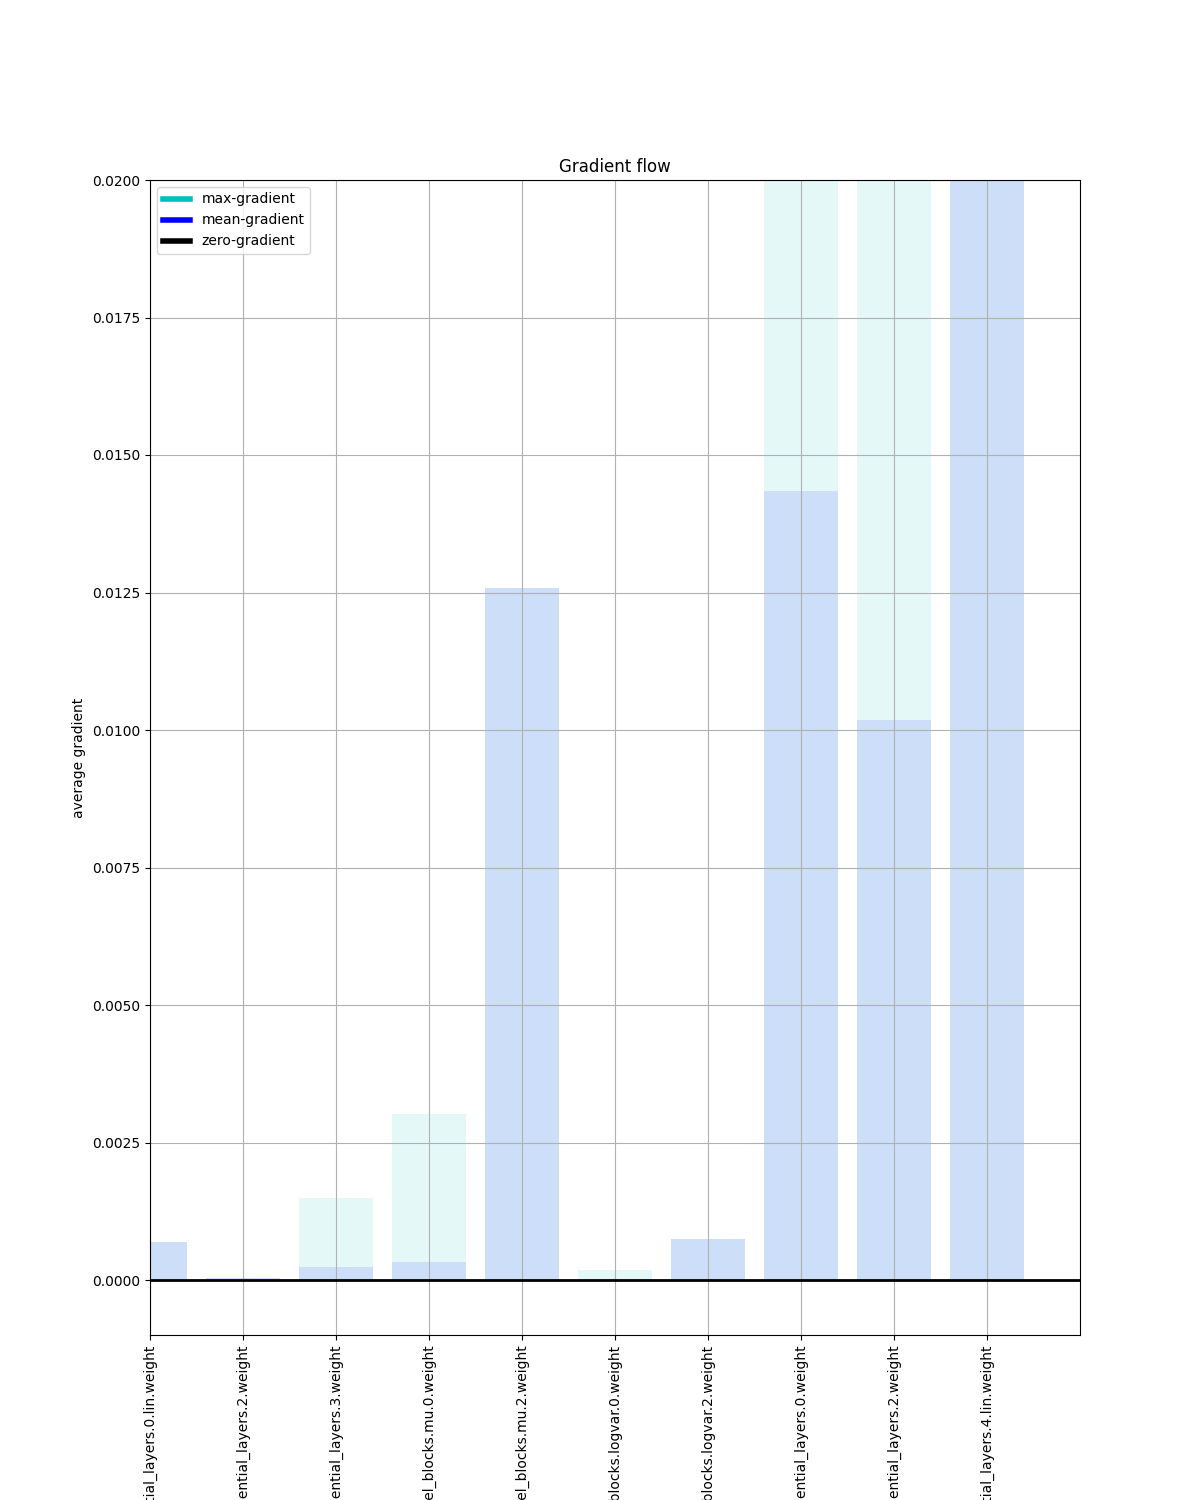 Gradient flow
max-gradient
mean-gradient
zero-gradient
0.0200
0.0175
0.0150
0.0125
0.0100
0.0075
0.0050
0.0025
0.0000
average gradient
tial_layers.0.lin.weight
ential_layers.2.weight
ential_layers.3.weight
el_blocks.mu.0.weight
el_blocks.mu.2.weight
blocks.logvar.0.weight
blocks.logvar.2.weight
ential_layers.0.weight
ential_layers.2.weight
tial_layers.4.lin.weight